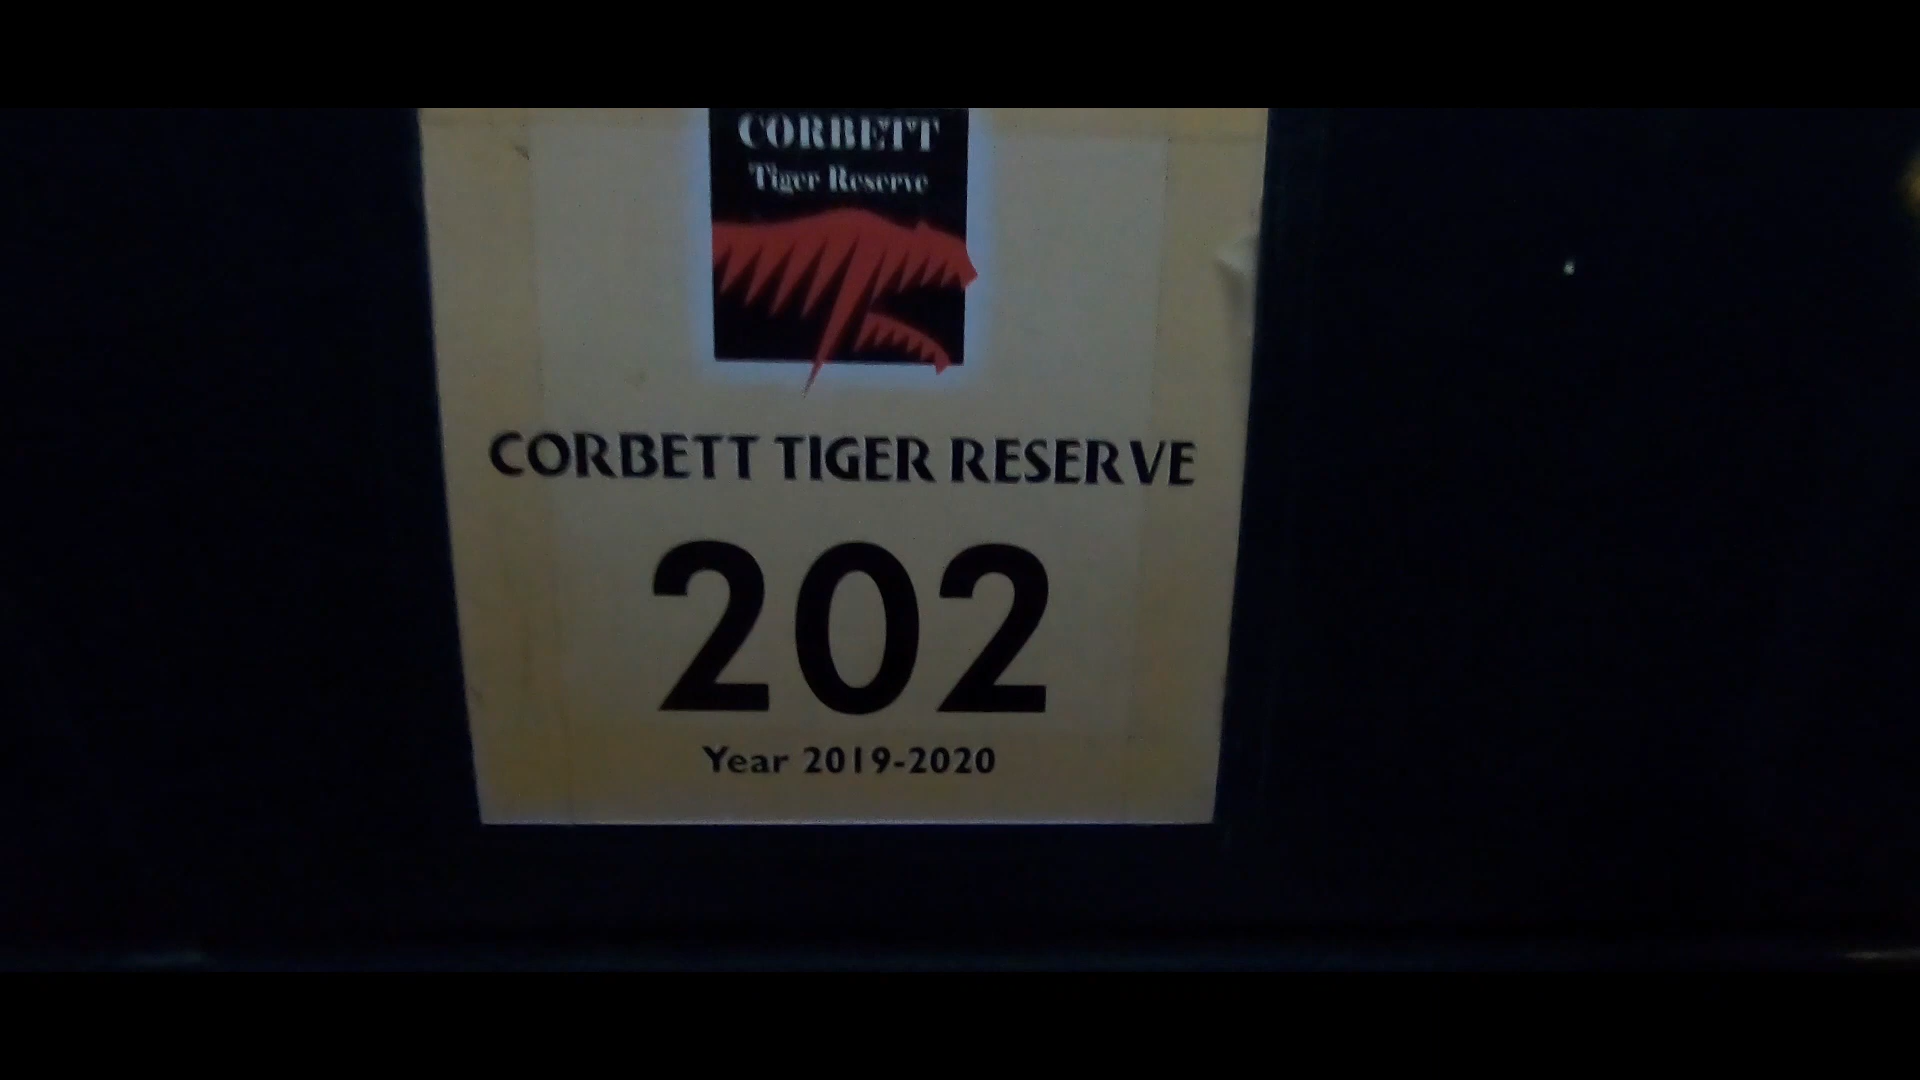 CORBETT
Tiger Reserve
CORBETT TIGER RESERVE
202
Year 2019-2020